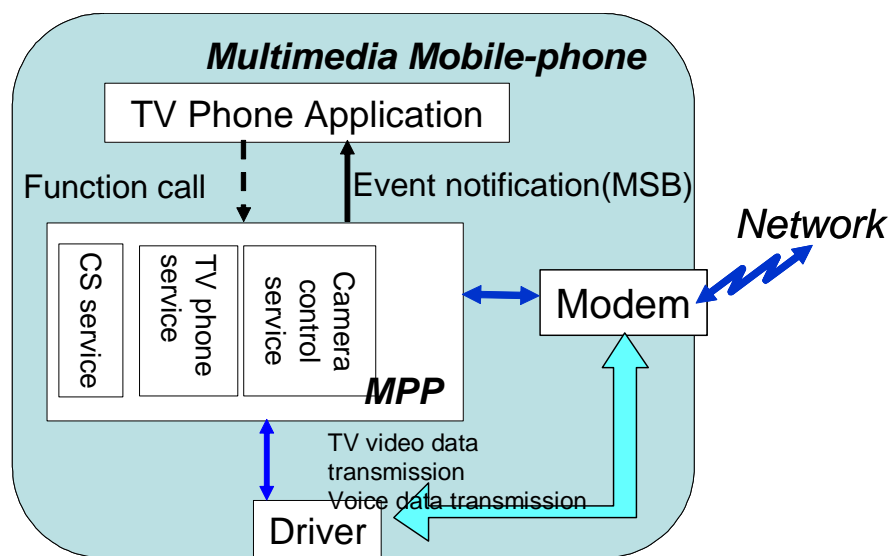 Multimedia Mobile-phone
TV Phone Application
Function call
Event notification(MSB)
Network
CS service
TV phone
service
Camera
control
service
MPP
Modem
TV video data
transmission
Voice data transmission
Driver